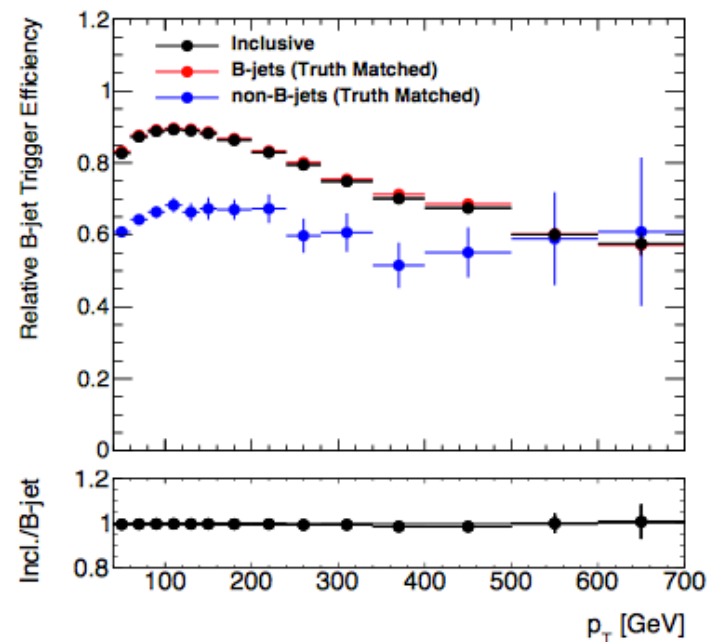 Relative B-jet Trigger Efficiency
1.2
1
0.8
0.6
0.4
0.2
0
Inclusive
B-jets (Truth Matched)
non-B-jets (Truth Matched)
Incl./B-jet
1.2
1
0.8
100 200 300 400 500 600 700
p_T [GeV]